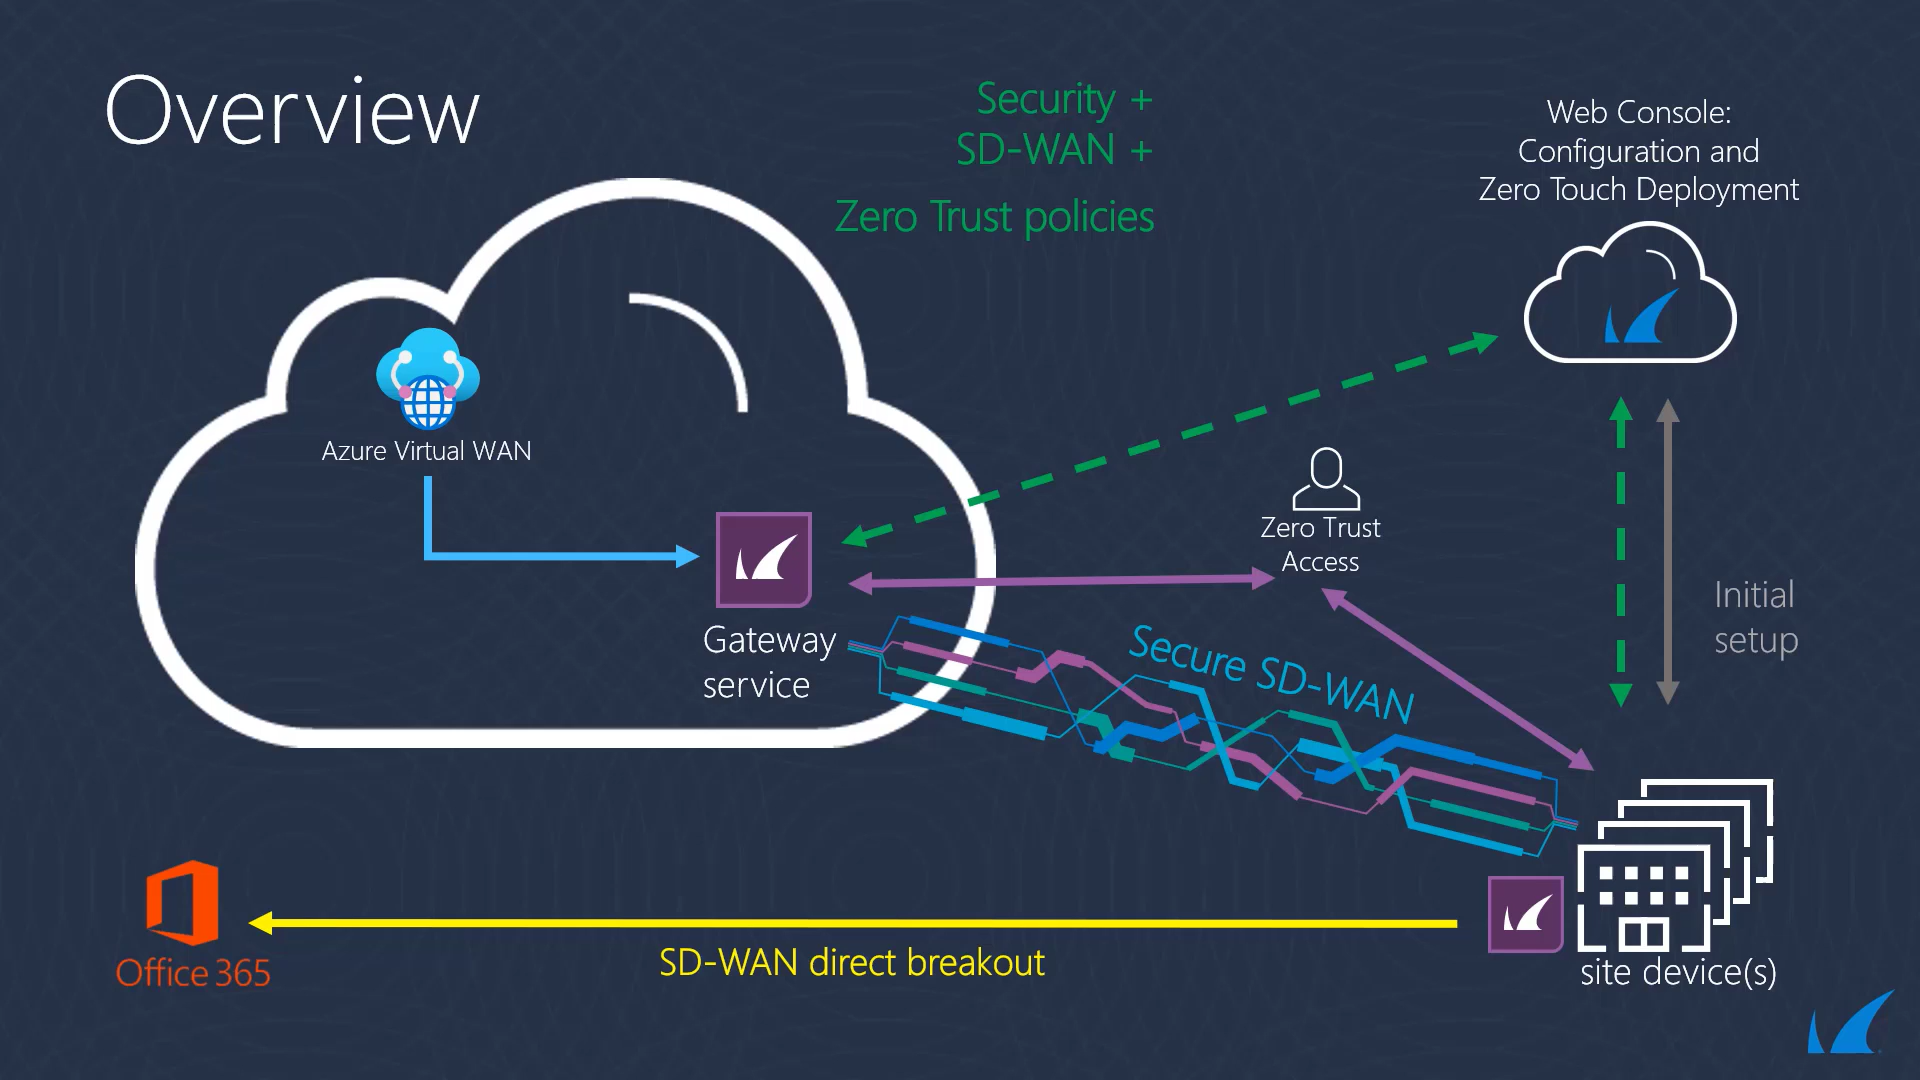 Overview
Security +
SD-WAN +
Zero Trust policies
Web Console:
Configuration and
Zero Touch Deployment
Azure Virtual WAN
Zero Trust
Access
Gateway
service
Secure SD-WAN
Initial
setup
Office 365
SD-WAN direct breakout
site device(s)